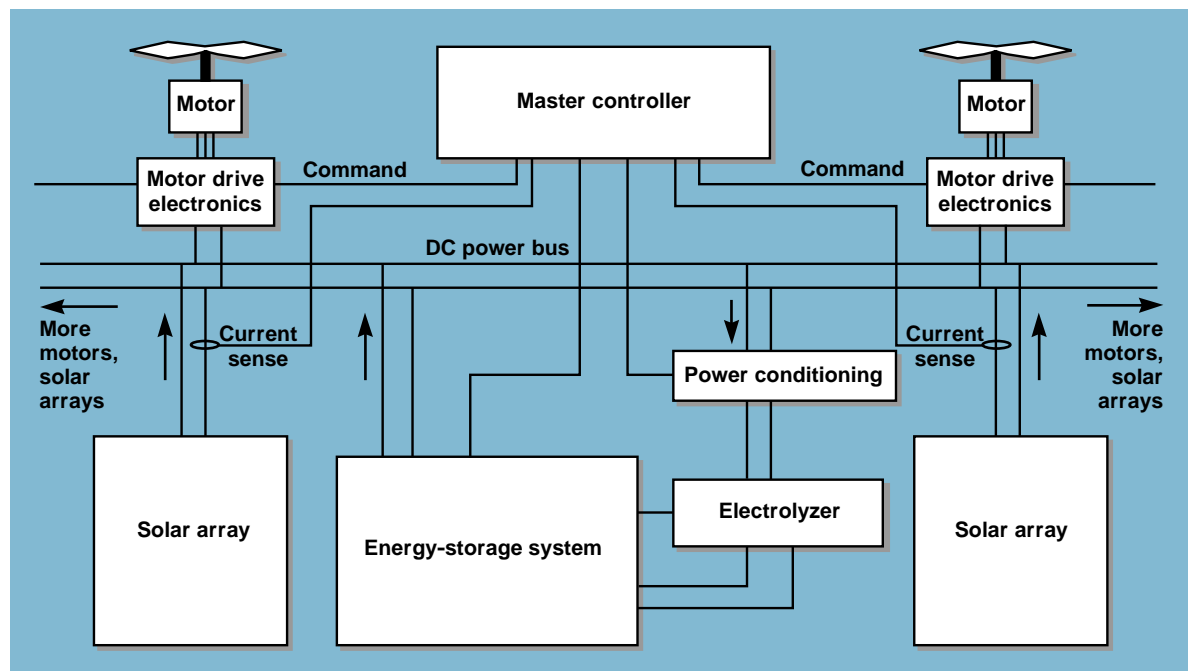 Motor
Master controller
Motor
Motor drive
electronics
Command
Command
Motor drive
electronics
DC power bus
More
motors,
solar
arrays
Current
sense
Power conditioning
Current
sense
More
motors,
solar
arrays
Solar array
Energy-storage system
Electrolyzer
Solar array